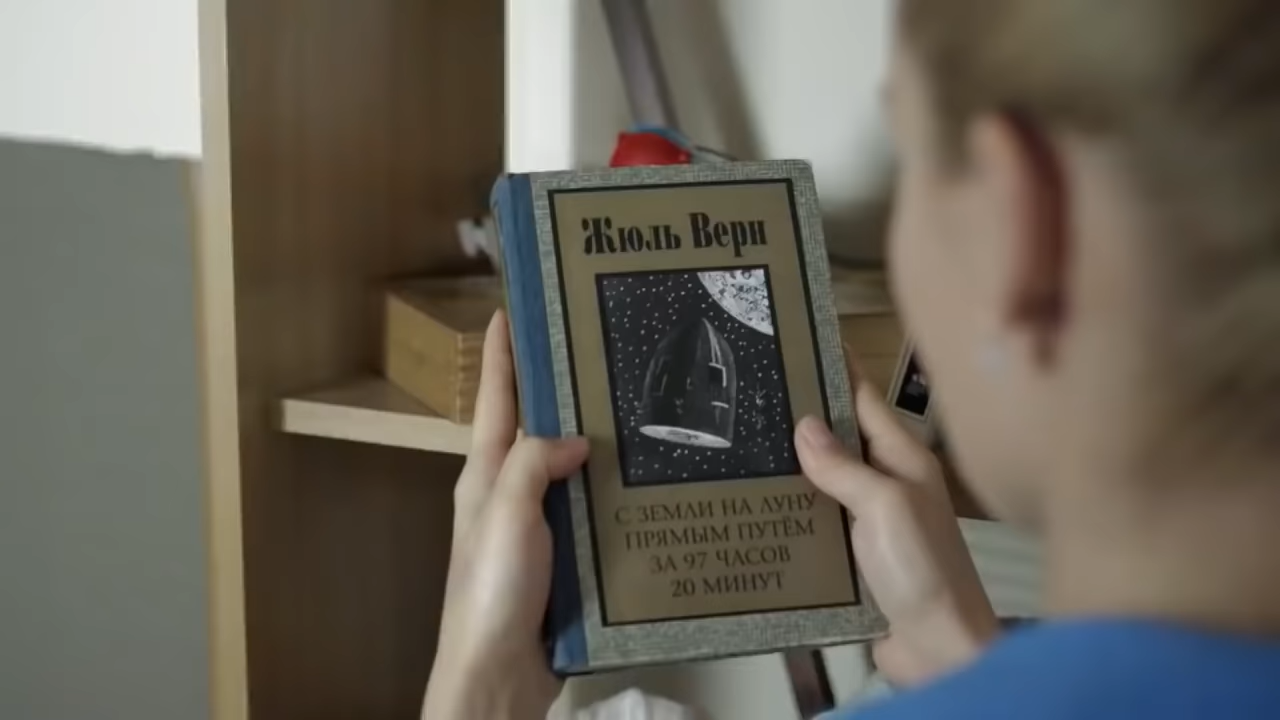 Жюль Верн
С ЗЕМЛИ НА ЛУНУ
ПРЯМЫМ ПУТЁМ
ЗА 97 ЧАСОВ
20 МИНУТ